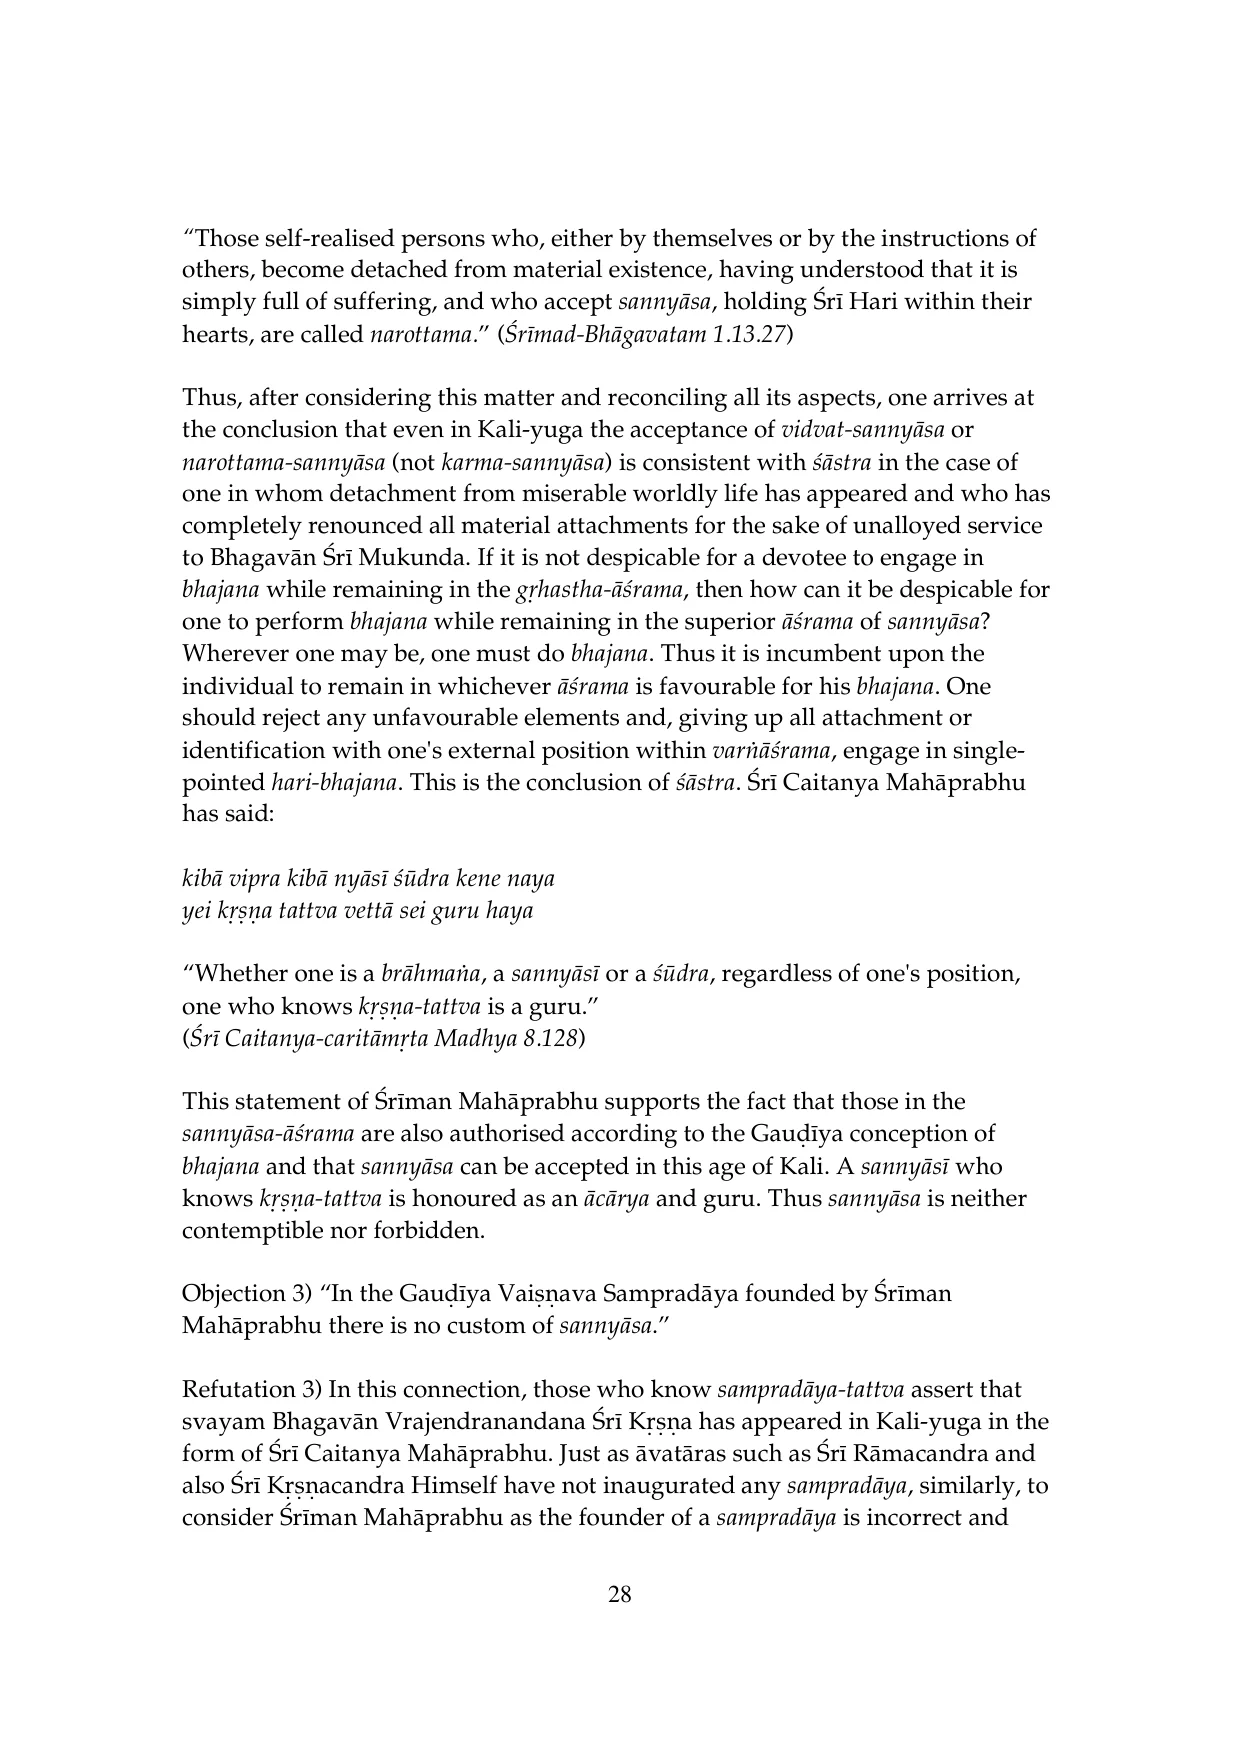 “Those self-realised persons who, either by themselves or by the instructions of
others, become detached from material existence, having understood that it is
simply full of suffering, and who accept sannyāsa, holding Śrī Hari within their
hearts, are called narottama.” (Śrīmad-Bhāgavatam 1.13.27)
Thus, after considering this matter and reconciling all its aspects, one arrives at
the conclusion that even in Kali-yuga the acceptance of vidvat-sannyāsa or
narottama-sannyāsa (not karma-sannyāsa) is consistent with śāstra in the case of
one in whom detachment from miserable worldly life has appeared and who has
completely renounced all material attachments for the sake of unalloyed service
to Bhagavān Śrī Mukunda. If it is not despicable for a devotee to engage in
bhajana while remaining in the gṛhastha-āśrama, then how can it be despicable for
one to perform bhajana while remaining in the superior āśrama of sannyāsa?
Wherever one may be, one must do bhajana. Thus it is incumbent upon the
individual to remain in whichever āśrama is favourable for his bhajana. One
should reject any unfavourable elements and, giving up all attachment or
identification with one's external position within varṅāśrama, engage in single-
pointed hari-bhajana. This is the conclusion of śāstra. Śrī Caitanya Mahāprabhu
has said:
kibā vipra kibā nyāsī śūdra kene naya
yei kṛṣṇa tattva vettā sei guru haya
“Whether one is a brāhmaṅa, a sannyāsī or a śūdra, regardless of one's position,
one who knows kṛṣṇa-tattva is a guru.”
(Śrī Caitanya-caritāmṛta Madhya 8.128)
This statement of Śrīman Mahāprabhu supports the fact that those in the
sannyāsa-āśrama are also authorised according to the Gauḍīya conception of
bhajana and that sannyāsa can be accepted in this age of Kali. A sannyāsī who
knows kṛṣṇa-tattva is honoured as an ācārya and guru. Thus sannyāsa is neither
contemptible nor forbidden.
Objection 3) “In the Gauḍīya Vaiṣṇava Sampradāya founded by Śrīman
Mahāprabhu there is no custom of sannyāsa.”
Refutation 3) In this connection, those who know sampradāya-tattva assert that
svayam Bhagavān Vrajendranandana Śrī Kṛṣṇa has appeared in Kali-yuga in the
form of Śrī Caitanya Mahāprabhu. Just as āvatāras such as Śrī Rāmacandra and
also Śrī Kṛṣṇacandra Himself have not inaugurated any sampradāya, similarly, to
consider Śrīman Mahāprabhu as the founder of a sampradāya is incorrect and
28